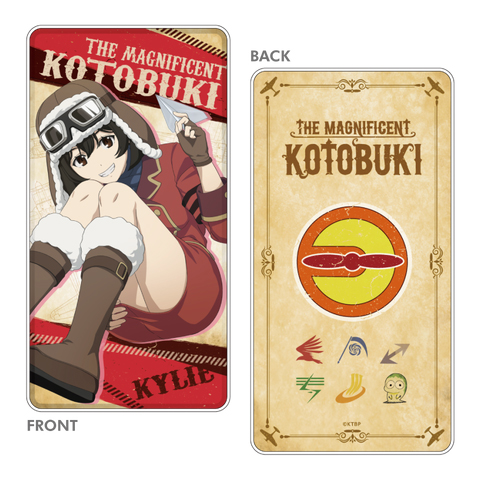 BACK
THE MAGNIFICENT
KOTOBUKI
THE MAGNIFICENT
KOTOBUKI
KYLIE
©KTBP
FRONT